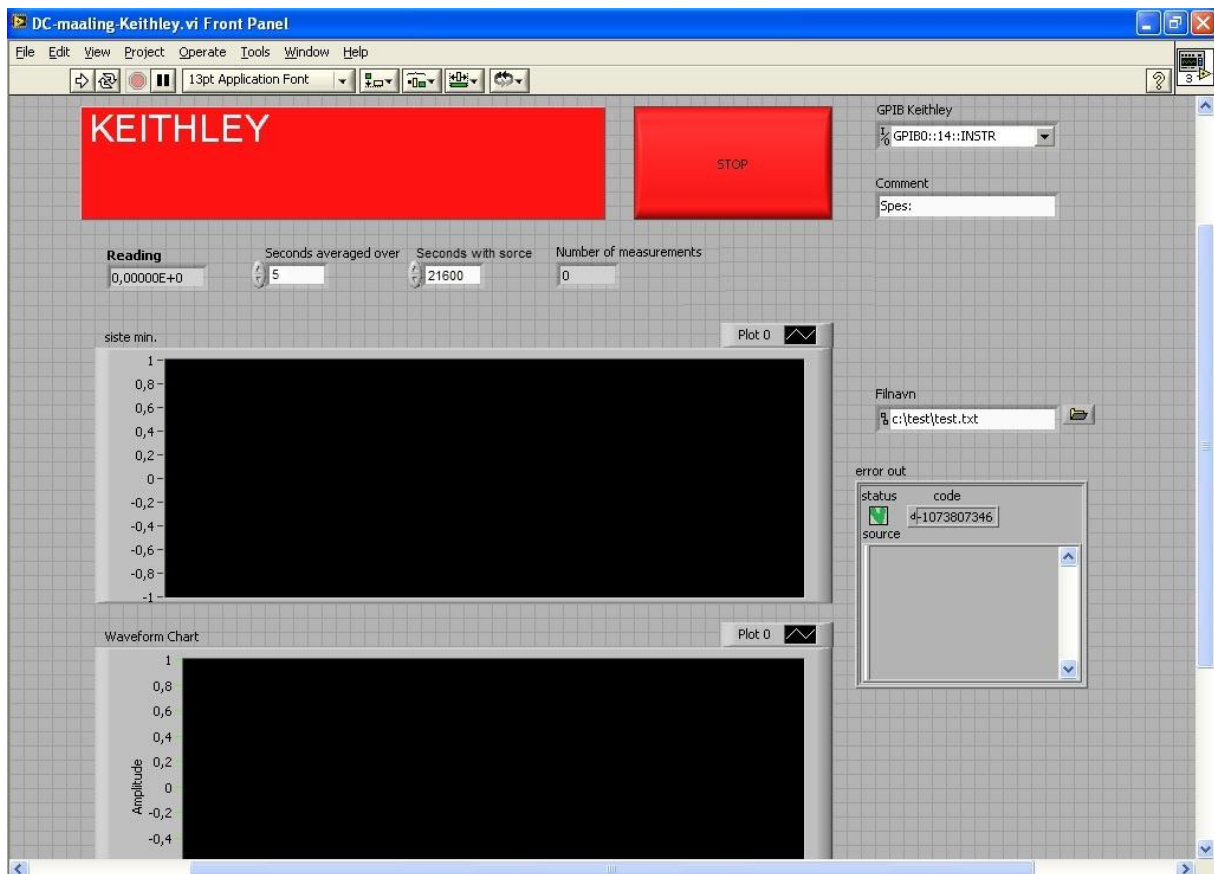 DC-maaling-Keithley.vi Front Panel
File Edit View Project Operate Tools Window Help
13pt Application Font
3
KEITHLEY
STOP
GPIB Keithley
GPIB0::14::INSTR
Comment
Spes:
Reading
0,00000E+0
Seconds averaged over
5
Seconds with sorce
21600
Number of measurements
0
siste min.
Plot 0
1
0,8
0,6
0,4
0,2
0
-0,2
-0,4
-0,6
-0,8
-1
Filnavn
c:\test\test.txt
error out
status code
d -1073807346
source
Waveform Chart
Plot 0
Amplitude
1
0,8
0,6
0,4
0,2
0
-0,2
-0,4